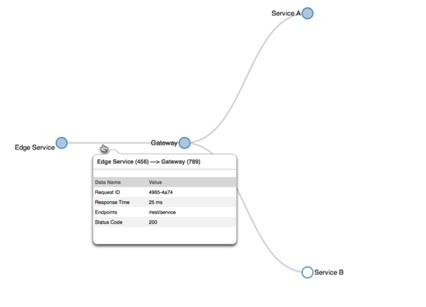 Service A
Edge Service
Gateway
Edge Service (456) —> Gateway (789)
Data Name Value
Request ID 4985-4a74
Response Time 25 ms
Endpoints /rest/service
Status Code 200
Service B